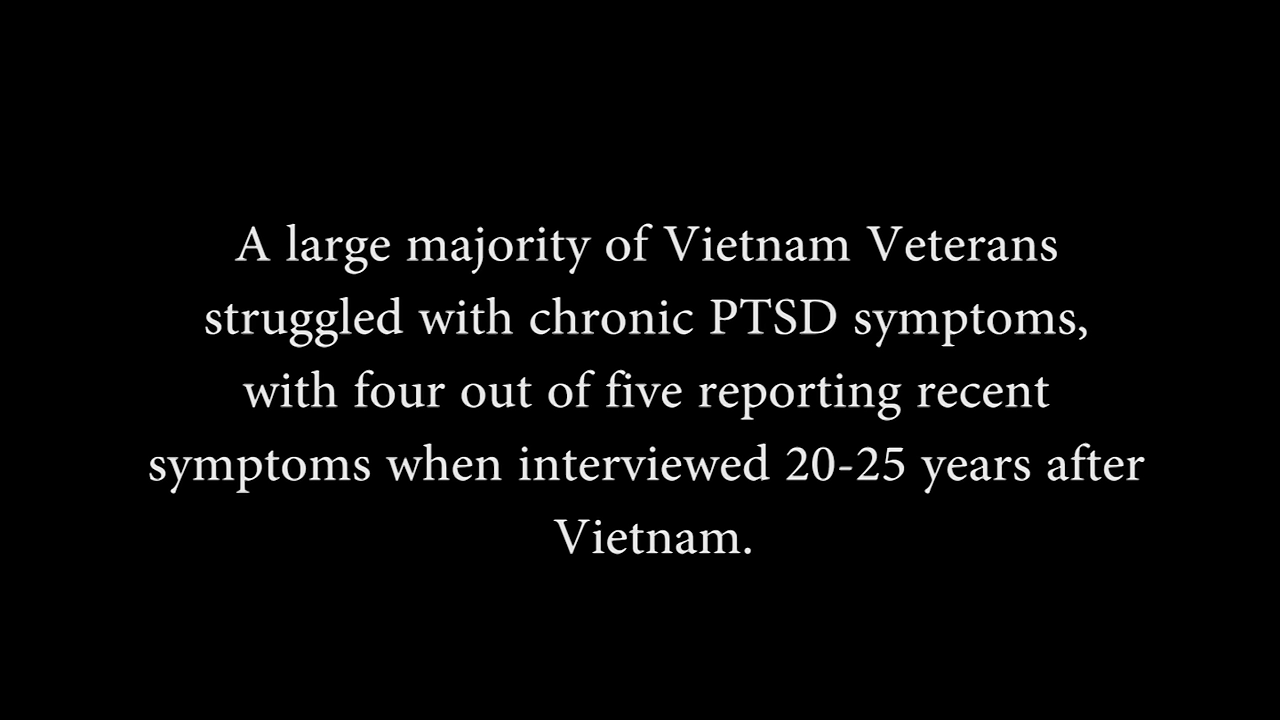 A large majority of Vietnam Veterans
struggled with chronic PTSD symptoms,
with four out of five reporting recent
symptoms when interviewed 20-25 years after
Vietnam.